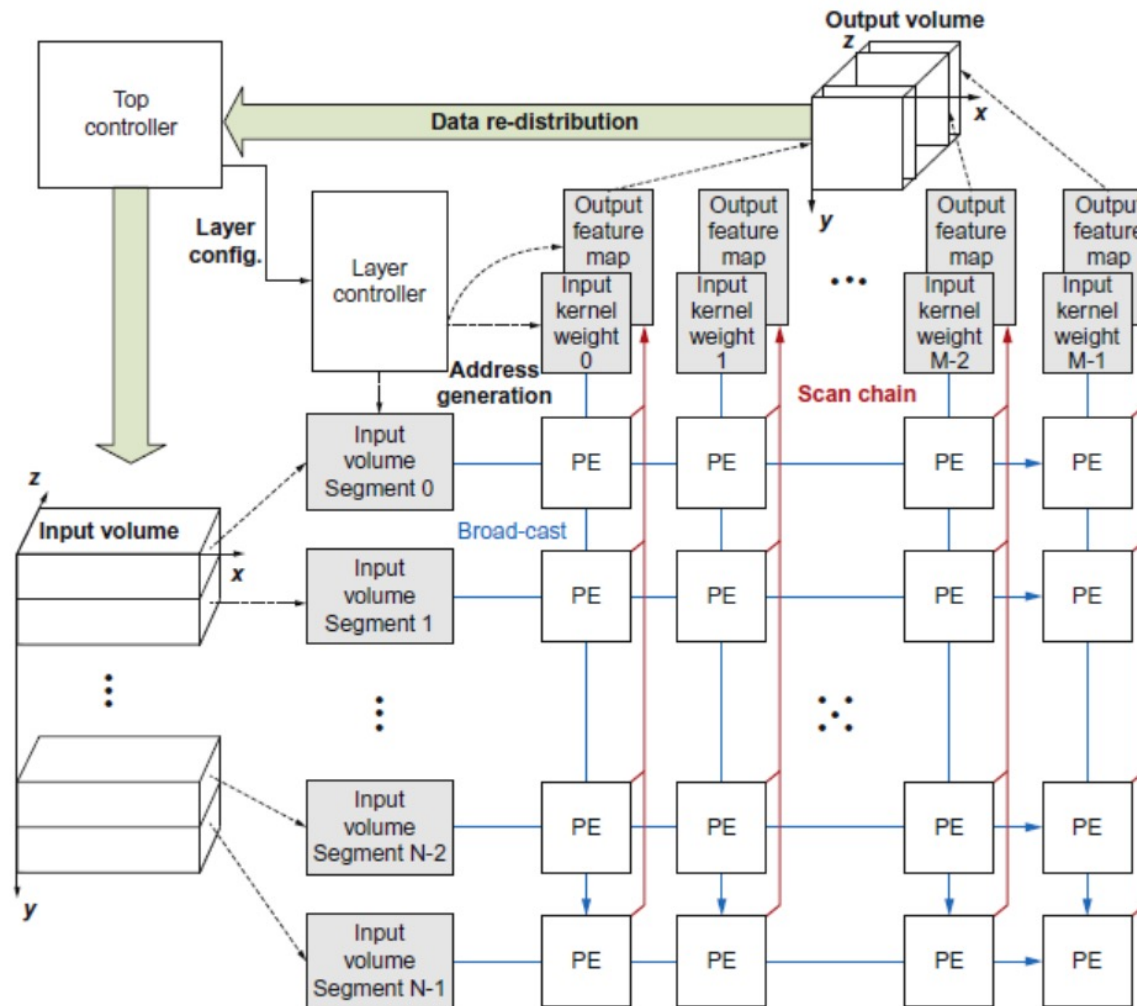 Output volume
z
x
y
Top
controller
Data re-distribution
Layer
config.
Layer
controller
Output
feature
map
Output
feature
map
Output
feature
map
Output
feature
map
Input
kernel
weight
0
Input
kernel
weight
1
Input
kernel
weight
M-2
Input
kernel
weight
M-1
Address
generation
Scan chain
Input
volume
Segment 0
PE
PE
PE
PE
z
Input volume
x
Broad-cast
Input
volume
Segment 1
PE
PE
PE
PE
Input
volume
Segment N-2
PE
PE
PE
PE
y
Input
volume
Segment N-1
PE
PE
PE
PE